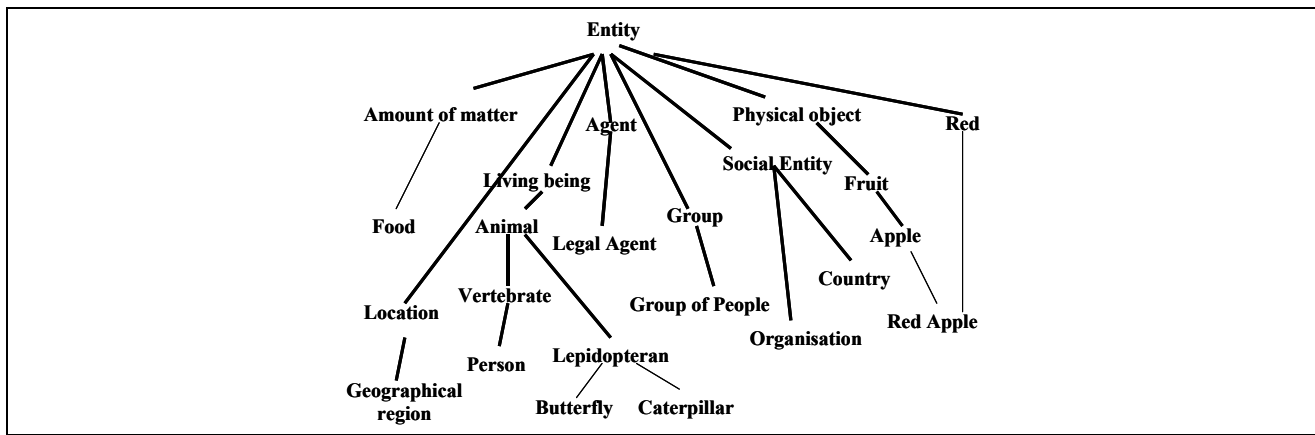 Entity
Amount of matter
Physical object
Red
Agent
Social Entity
Living being
Fruit
Group
Food
Animal
Apple
Legal Agent
Country
Vertebrate
Group of People
Location
Red Apple
Organisation
Lepidopteran
Person
Geographical
region
Butterfly
Caterpillar